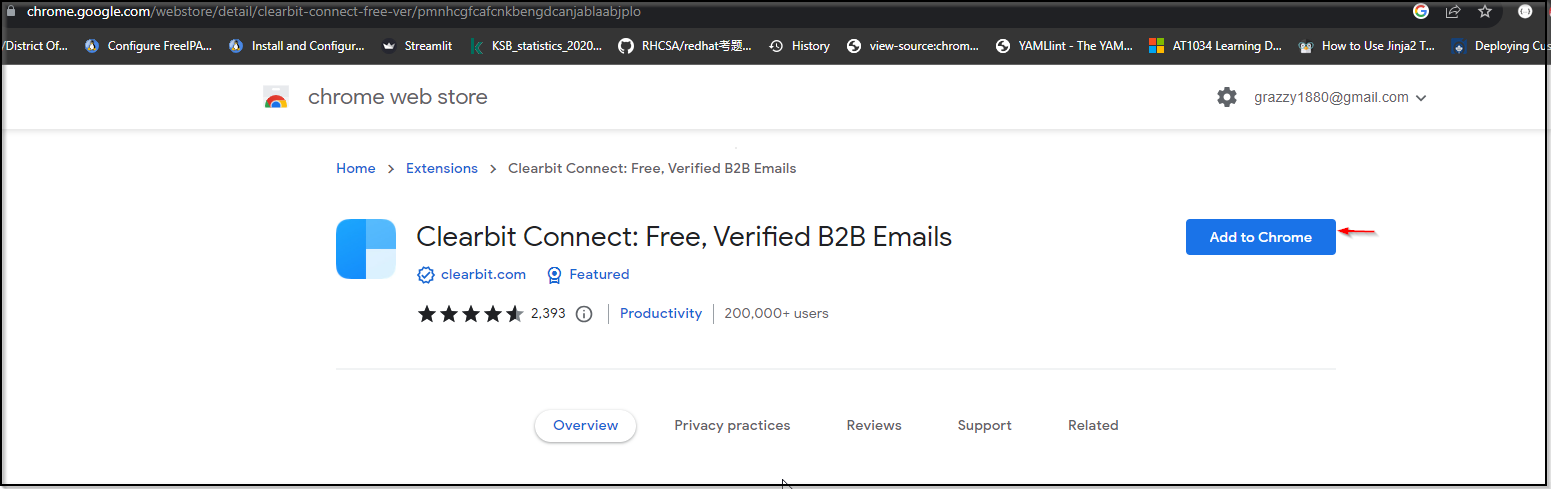 chrome.google.com/webstore/detail/clearbit-connect-free-ver/pmnhcgfcafcnkbengdcanjablaabjplo
/District Of... Configure FreeIPA... Install and Configur... Streamlit KSB_statistics_2020... RHCSA/redhat考题... History view-source:chrom... YAMLlint - The YAM... AT1034 Learning D... How to Use Jinja2 T... Deploying Cus
chrome web store grazzy1880@gmail.com
Home > Extensions > Clearbit Connect: Free, Verified B2B Emails
Clearbit Connect: Free, Verified B2B Emails Add to Chrome
clearbit.com Featured
2,393 Productivity 200,000+ users
Overview Privacy practices Reviews Support Related